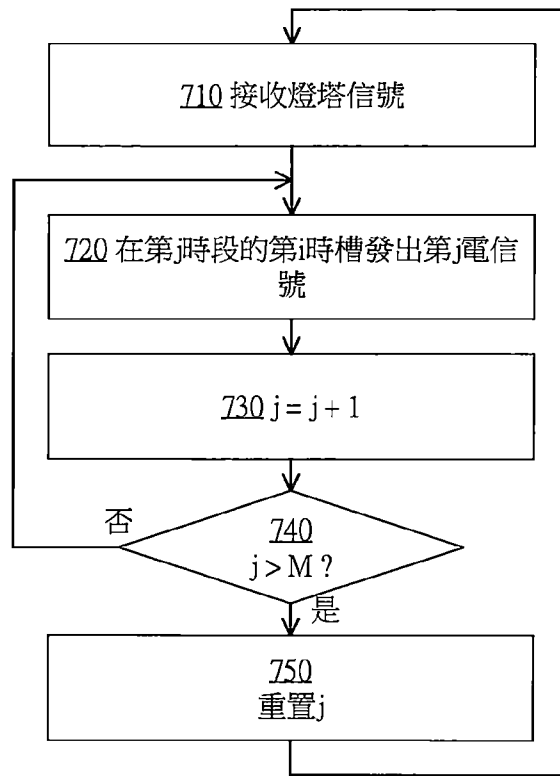 710 接收燈塔信號
720 在第j時段的第i時槽發出第j電信
號
730 j = j + 1
否
740
j > M ?
是
750
重置j